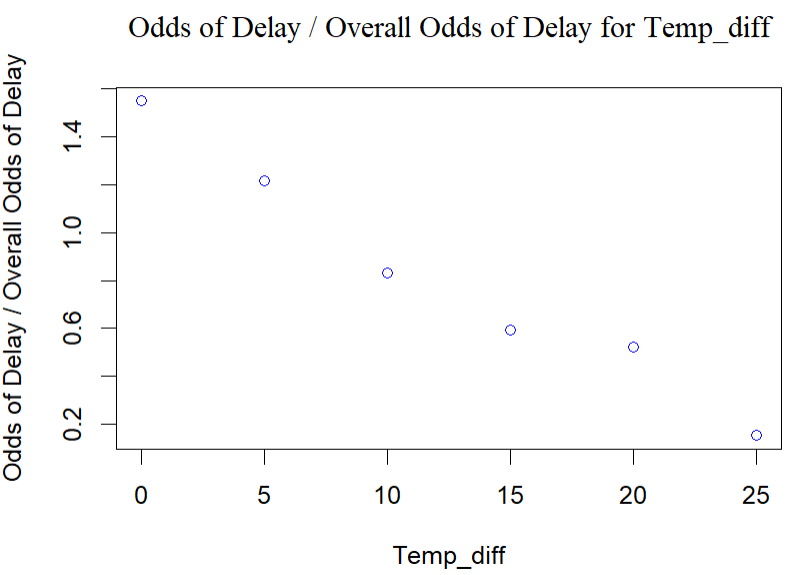 Odds of Delay / Overall Odds of Delay for Temp_diff
Odds of Delay / Overall Odds of Delay
1.4
1.0
0.6
0.2
0 5 10 15 20 25
Temp_diff